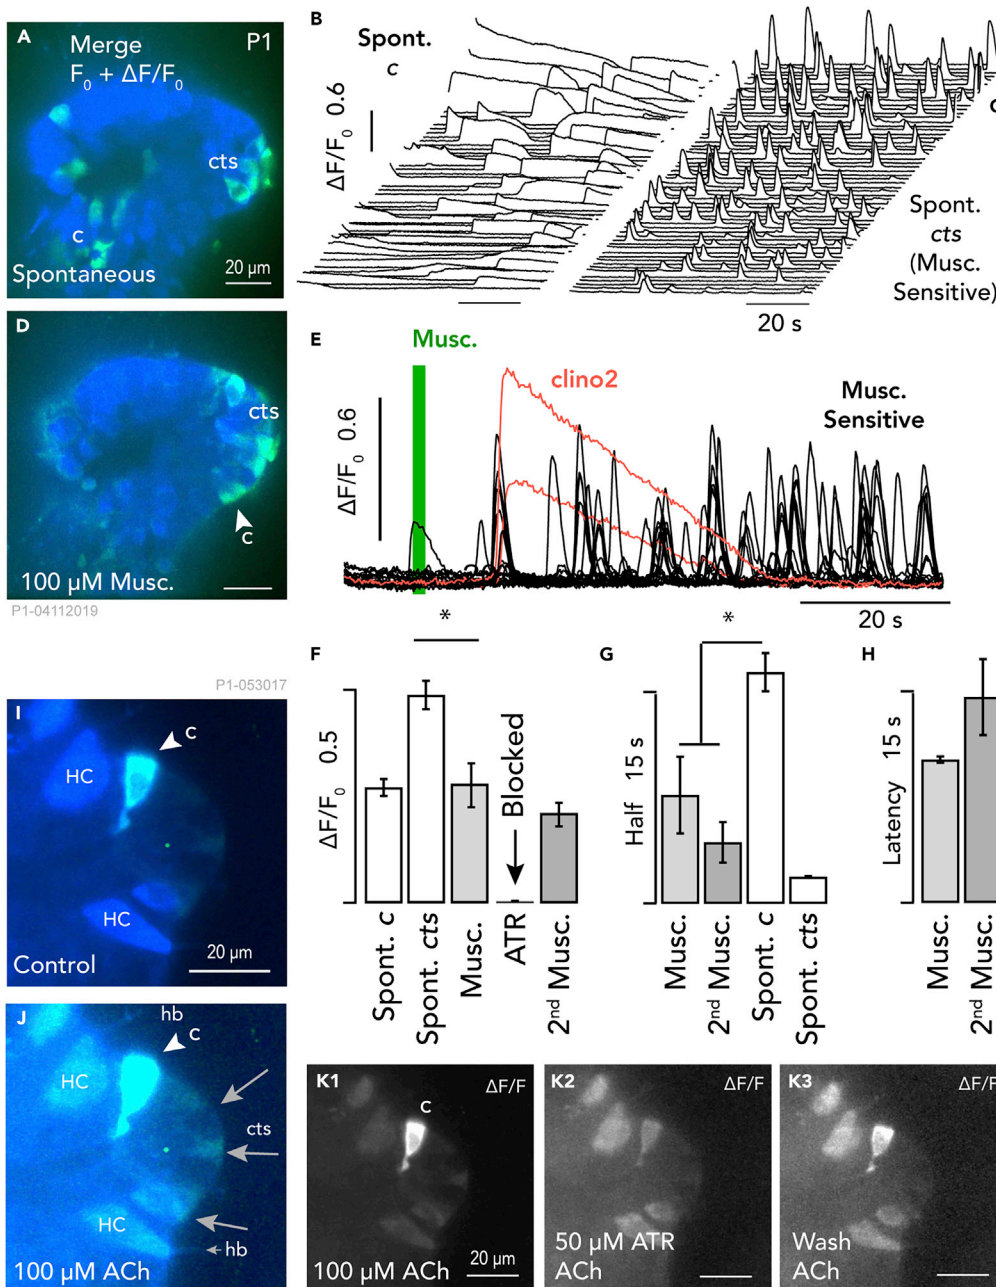 A
Merge
F0 + ΔF/F0
P1
cts
c
Spontaneous
20 µm
B
Spont.
c
ΔF/F0 0.6
C
Spont.
cts
(Musc.
Sensitive)
20 s
D
cts
c
100 µM Musc.
P1-04112019
E
Musc.
clino2
Musc.
Sensitive
ΔF/F0 0.6
20 s
F
*
ΔF/F0 0.5
Blocked
Spont. c
Spont. cts
Musc.
ATR
2nd Musc.
G
*
Half 15 s
Musc.
2nd Musc.
Spont. c
Spont. cts
H
Latency 15 s
Musc.
2nd Musc.
P1-053017
I
c
HC
HC
Control
20 µm
J
hb
c
HC
cts
HC
hb
100 µM ACh
K1
ΔF/F
c
100 µM ACh
20 µm
K2
ΔF/F
50 µM ATR
ACh
K3
ΔF/F
Wash
ACh